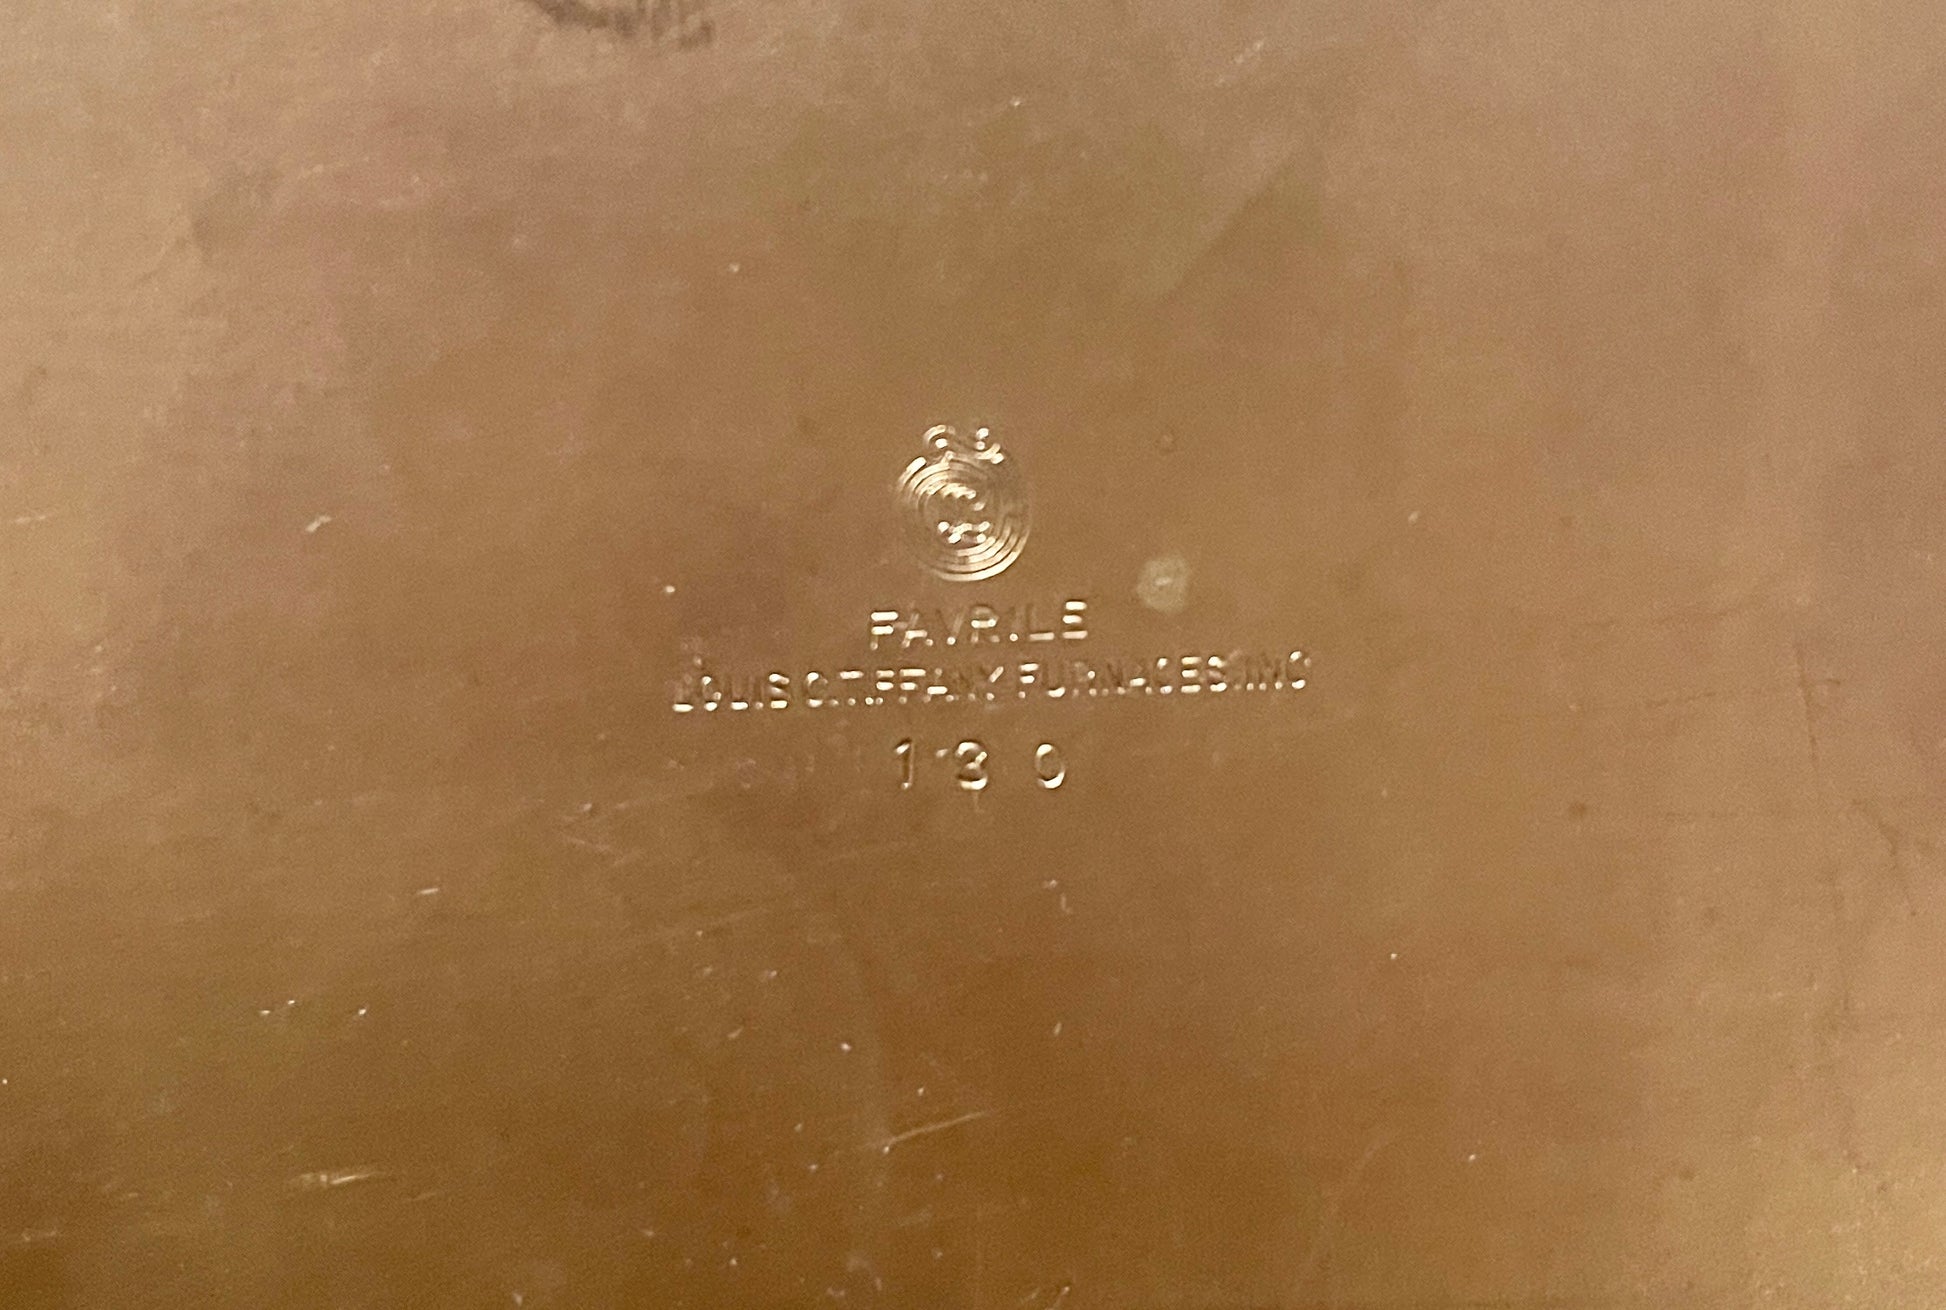 FAVRILE
LOUIS C. TIFFANY FURNACES. INC
130